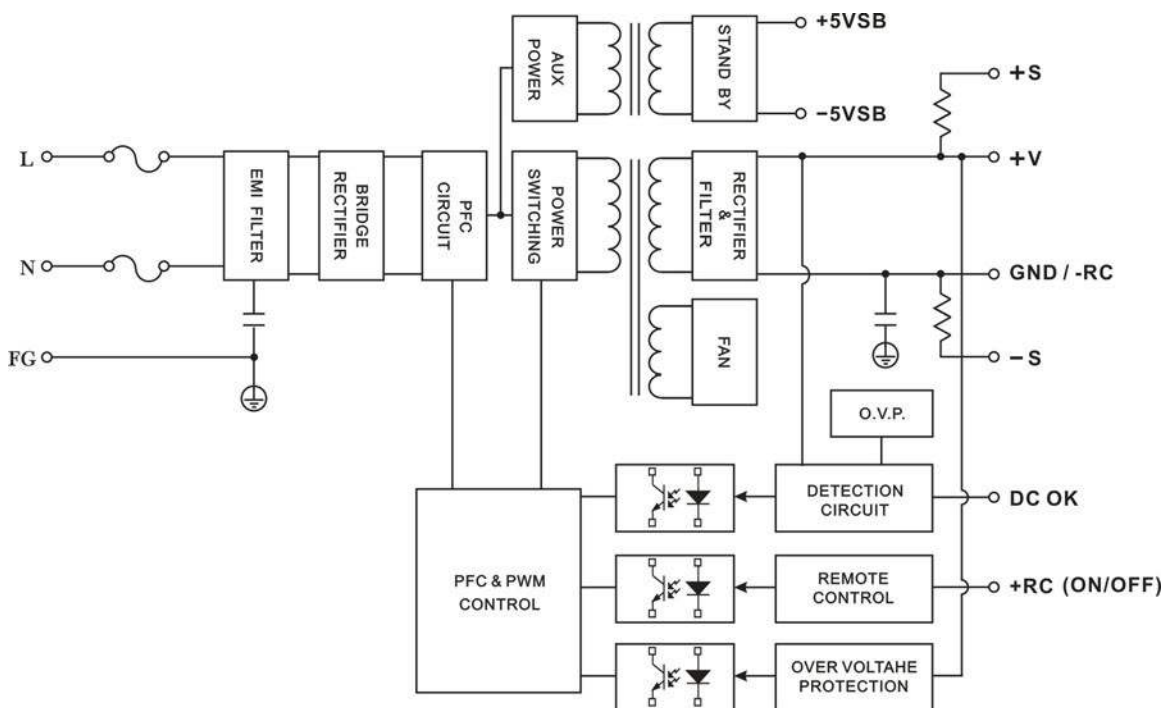 +5VSB
AUX
POWER
STAND BY
+S
−5VSB
L
EMI FILTER
BRIDGE
RECTIFIER
PFC
CIRCUIT
POWER
SWITCHING
RECTIFIER
&
FILTER
+V
N
GND / -RC
FG
FAN
−S
O.V.P.
DETECTION
CIRCUIT
DC OK
PFC & PWM
CONTROL
REMOTE
CONTROL
+RC (ON/OFF)
OVER VOLTAHE
PROTECTION